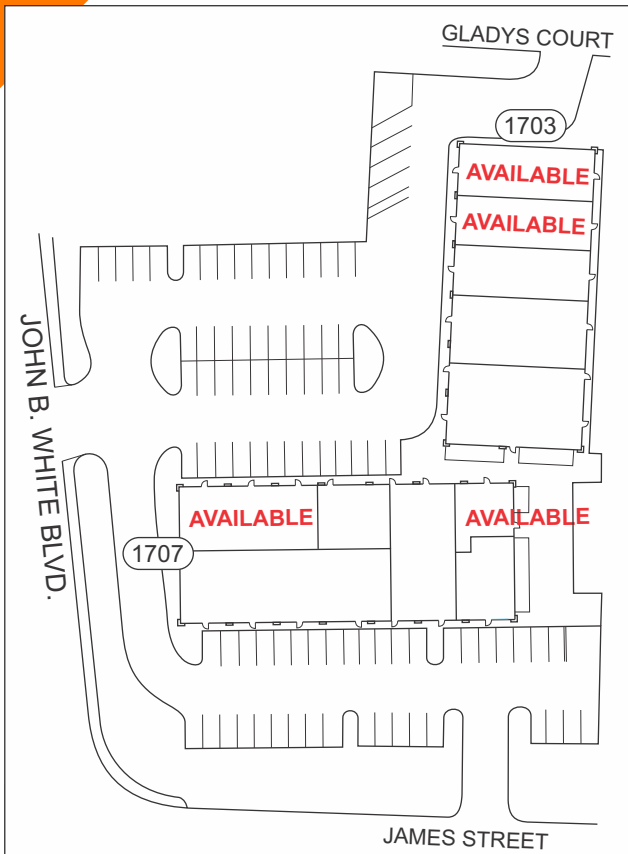 GLADYS COURT
1703
AVAILABLE
AVAILABLE
JOHN B. WHITE BLVD.
AVAILABLE
AVAILABLE
1707
JAMES STREET